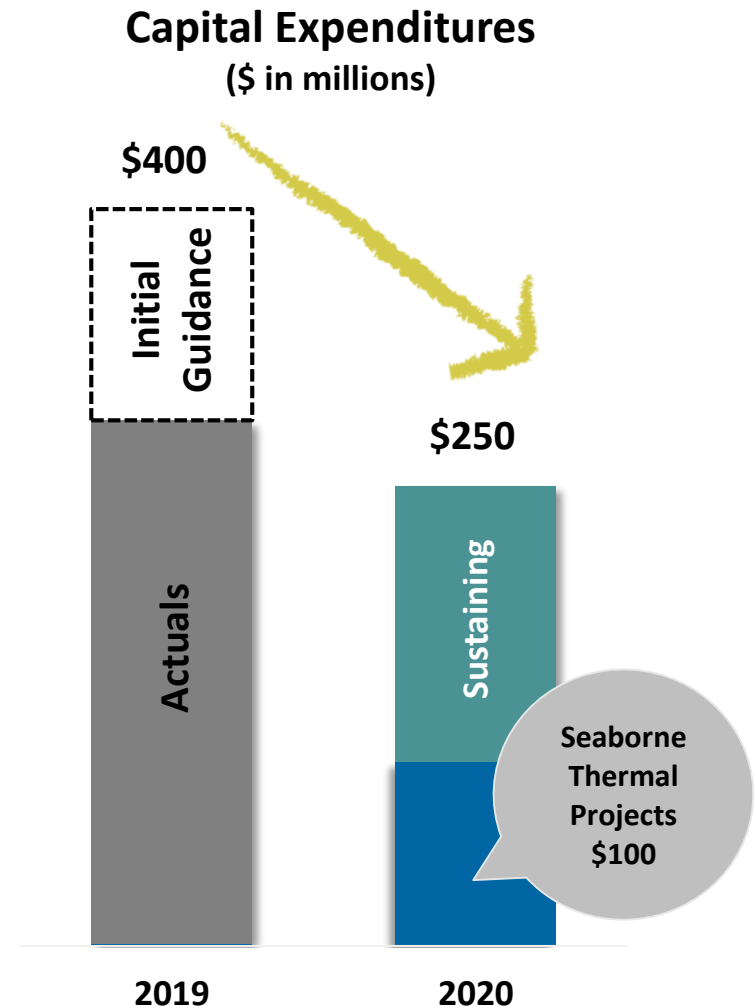 Capital Expenditures
($ in millions)
$400
Initial
Guidance
Actuals
$250
Sustaining
Seaborne
Thermal
Projects
$100
2019
2020